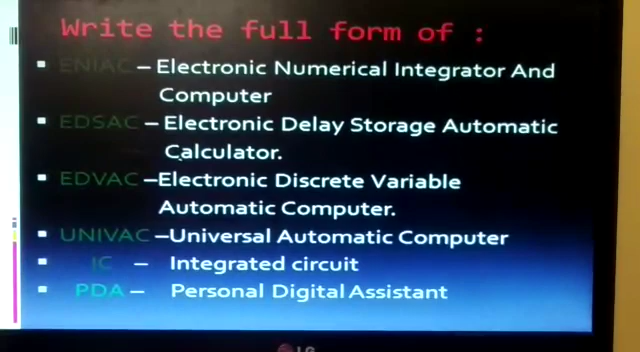 Write the full form of :
▪ ENIAC – Electronic Numerical Integrator And
Computer
▪ EDSAC – Electronic Delay Storage Automatic
Calculator.
▪ EDVAC –Electronic Discrete Variable
Automatic Computer.
▪ UNIVAC –Universal Automatic Computer
▪ IC – Integrated circuit
▪ PDA – Personal Digital Assistant
LG